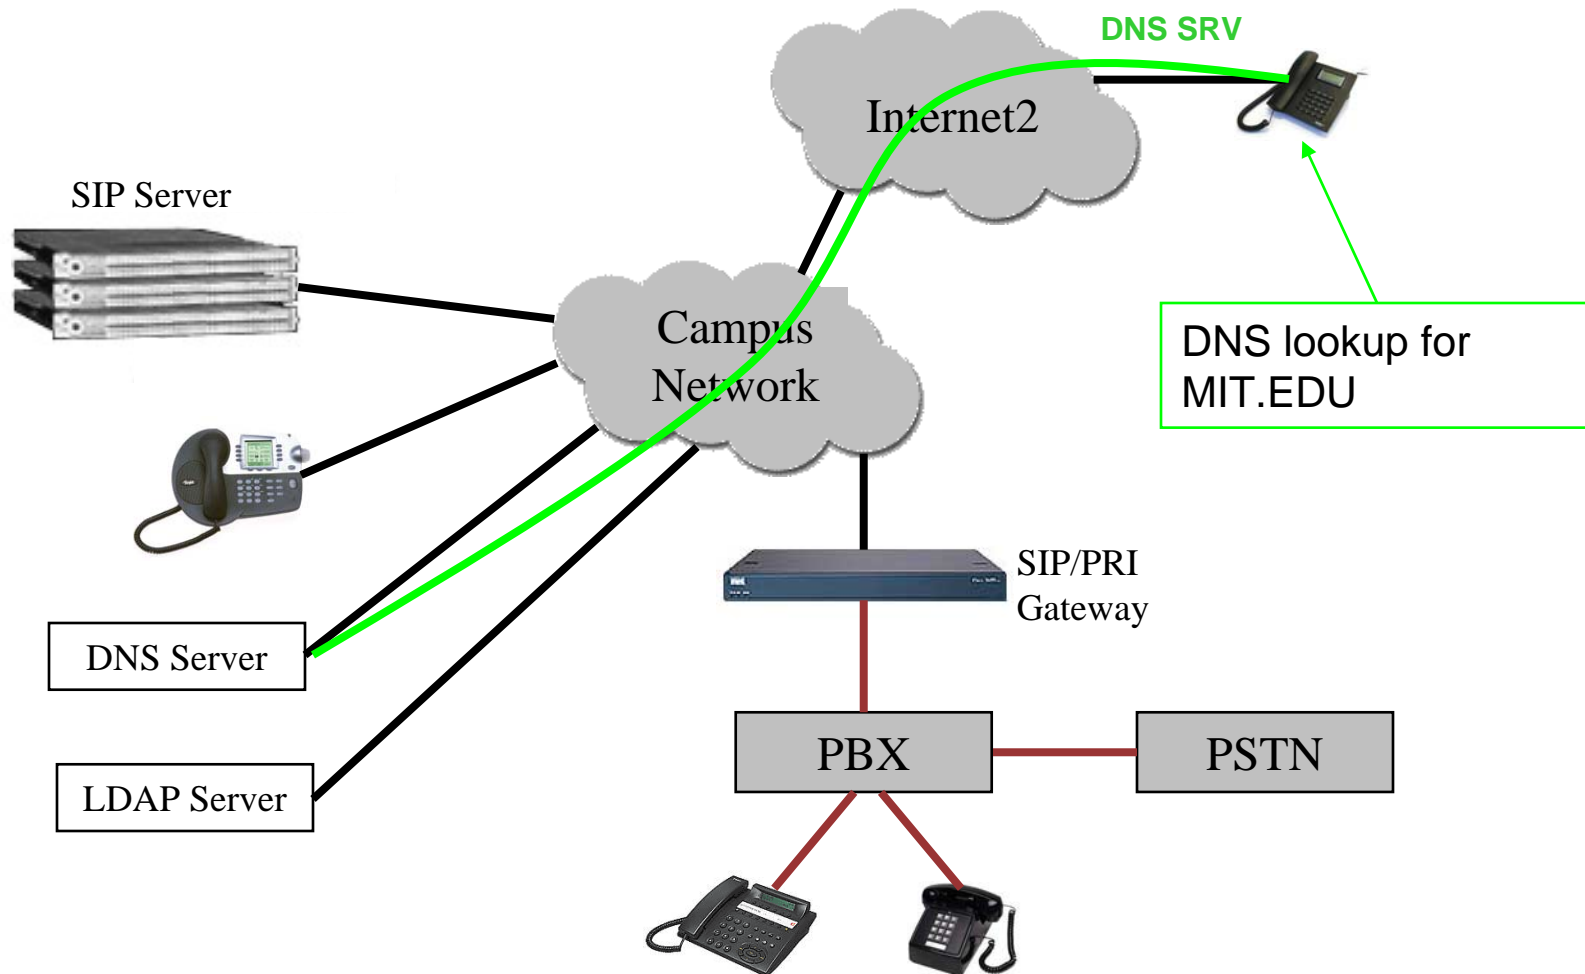 DNS SRV
Internet2
SIP Server
Campus
Network
DNS lookup for
MIT.EDU
SIP/PRI
Gateway
DNS Server
PBX
PSTN
LDAP Server